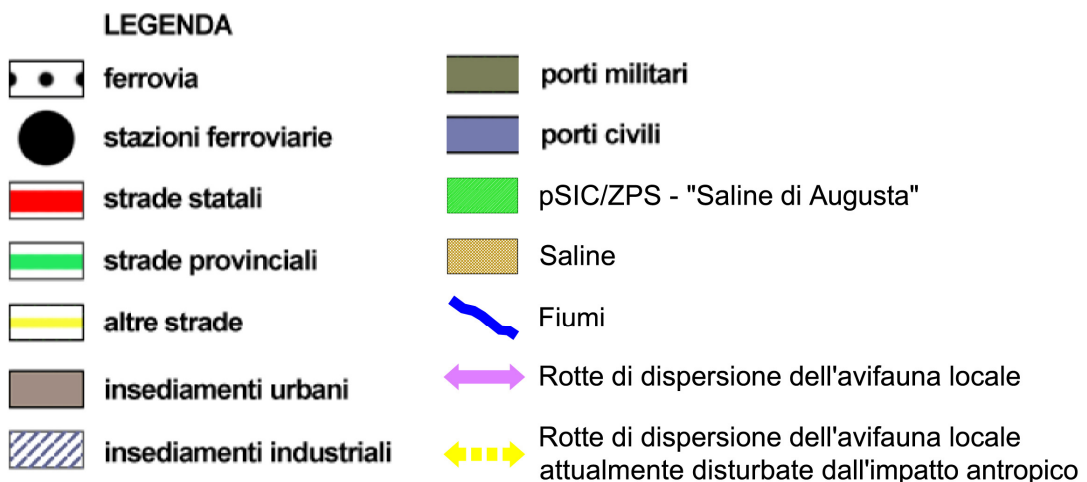 LEGENDA
ferrovia
stazioni ferroviarie
strade statali
strade provinciali
altre strade
insediamenti urbani
insediamenti industriali
porti militari
porti civili
pSIC/ZPS - "Saline di Augusta"
Saline
Fiumi
Rotte di dispersione dell'avifauna locale
Rotte di dispersione dell'avifauna locale
attualmente disturbate dall'impatto antropico